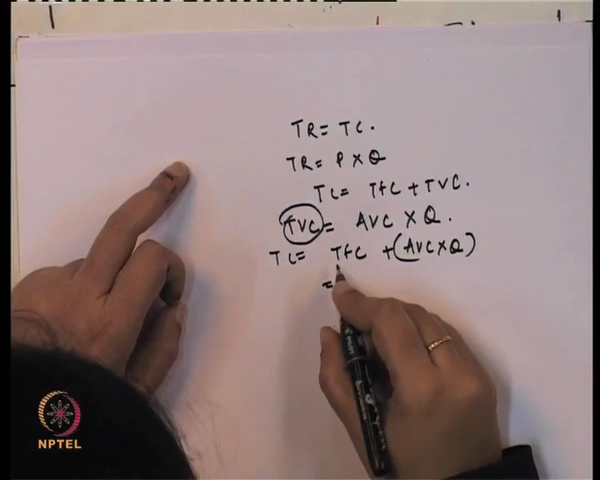 TR = TC.
TR = P X Q
TC = TFC + TVC.
TVC = AVC X Q.
TC = TFC + (AVC X Q)
=
NPTEL